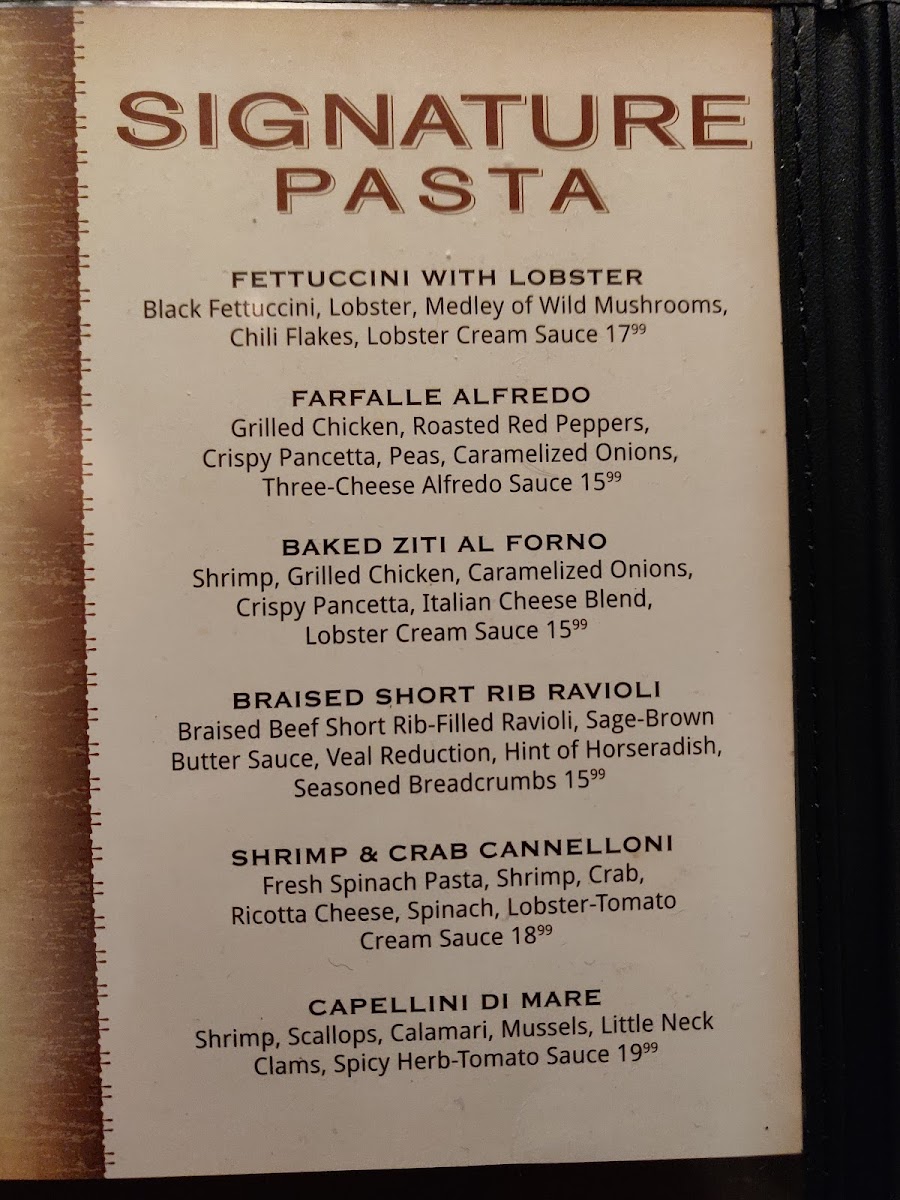 SIGNATURE
PASTA
FETTUCCINI WITH LOBSTER
Black Fettuccini, Lobster, Medley of Wild Mushrooms,
Chili Flakes, Lobster Cream Sauce 17⁹⁹
FARFALLE ALFREDO
Grilled Chicken, Roasted Red Peppers,
Crispy Pancetta, Peas, Caramelized Onions,
Three-Cheese Alfredo Sauce 15⁹⁹
BAKED ZITI AL FORNO
Shrimp, Grilled Chicken, Caramelized Onions,
Crispy Pancetta, Italian Cheese Blend,
Lobster Cream Sauce 15⁹⁹
BRAISED SHORT RIB RAVIOLI
Braised Beef Short Rib-Filled Ravioli, Sage-Brown
Butter Sauce, Veal Reduction, Hint of Horseradish,
Seasoned Breadcrumbs 15⁹⁹
SHRIMP & CRAB CANNELLONI
Fresh Spinach Pasta, Shrimp, Crab,
Ricotta Cheese, Spinach, Lobster-Tomato
Cream Sauce 18⁹⁹
CAPELLINI DI MARE
Shrimp, Scallops, Calamari, Mussels, Little Neck
Clams, Spicy Herb-Tomato Sauce 19⁹⁹